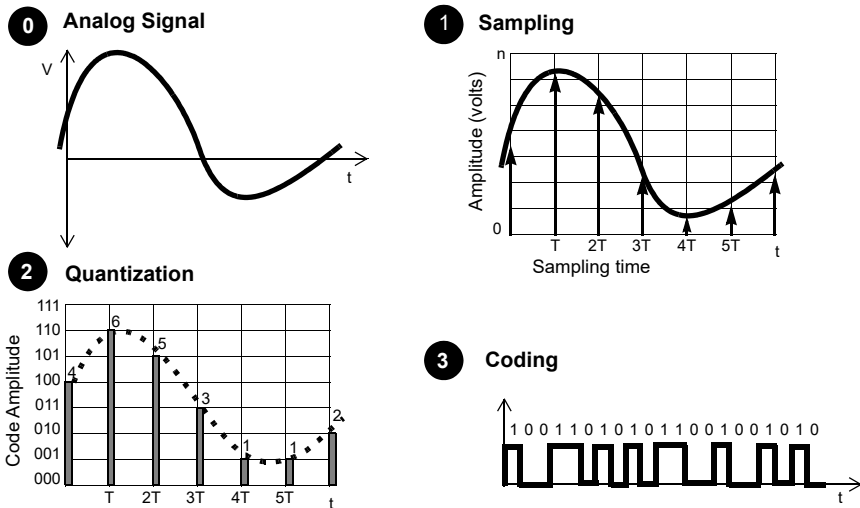 0 Analog Signal
V
t
1 Sampling
n
Amplitude (volts)
0
T 2T 3T 4T 5T t
Sampling time
2 Quantization
111
110
101
100
011
010
001
000
Code Amplitude
4 6 5 3 1 1 2
T 2T 3T 4T 5T t
3 Coding
1 0 0 1 1 0 1 0 1 0 1 1 0 0 1 0 0 1 0 1 0
t